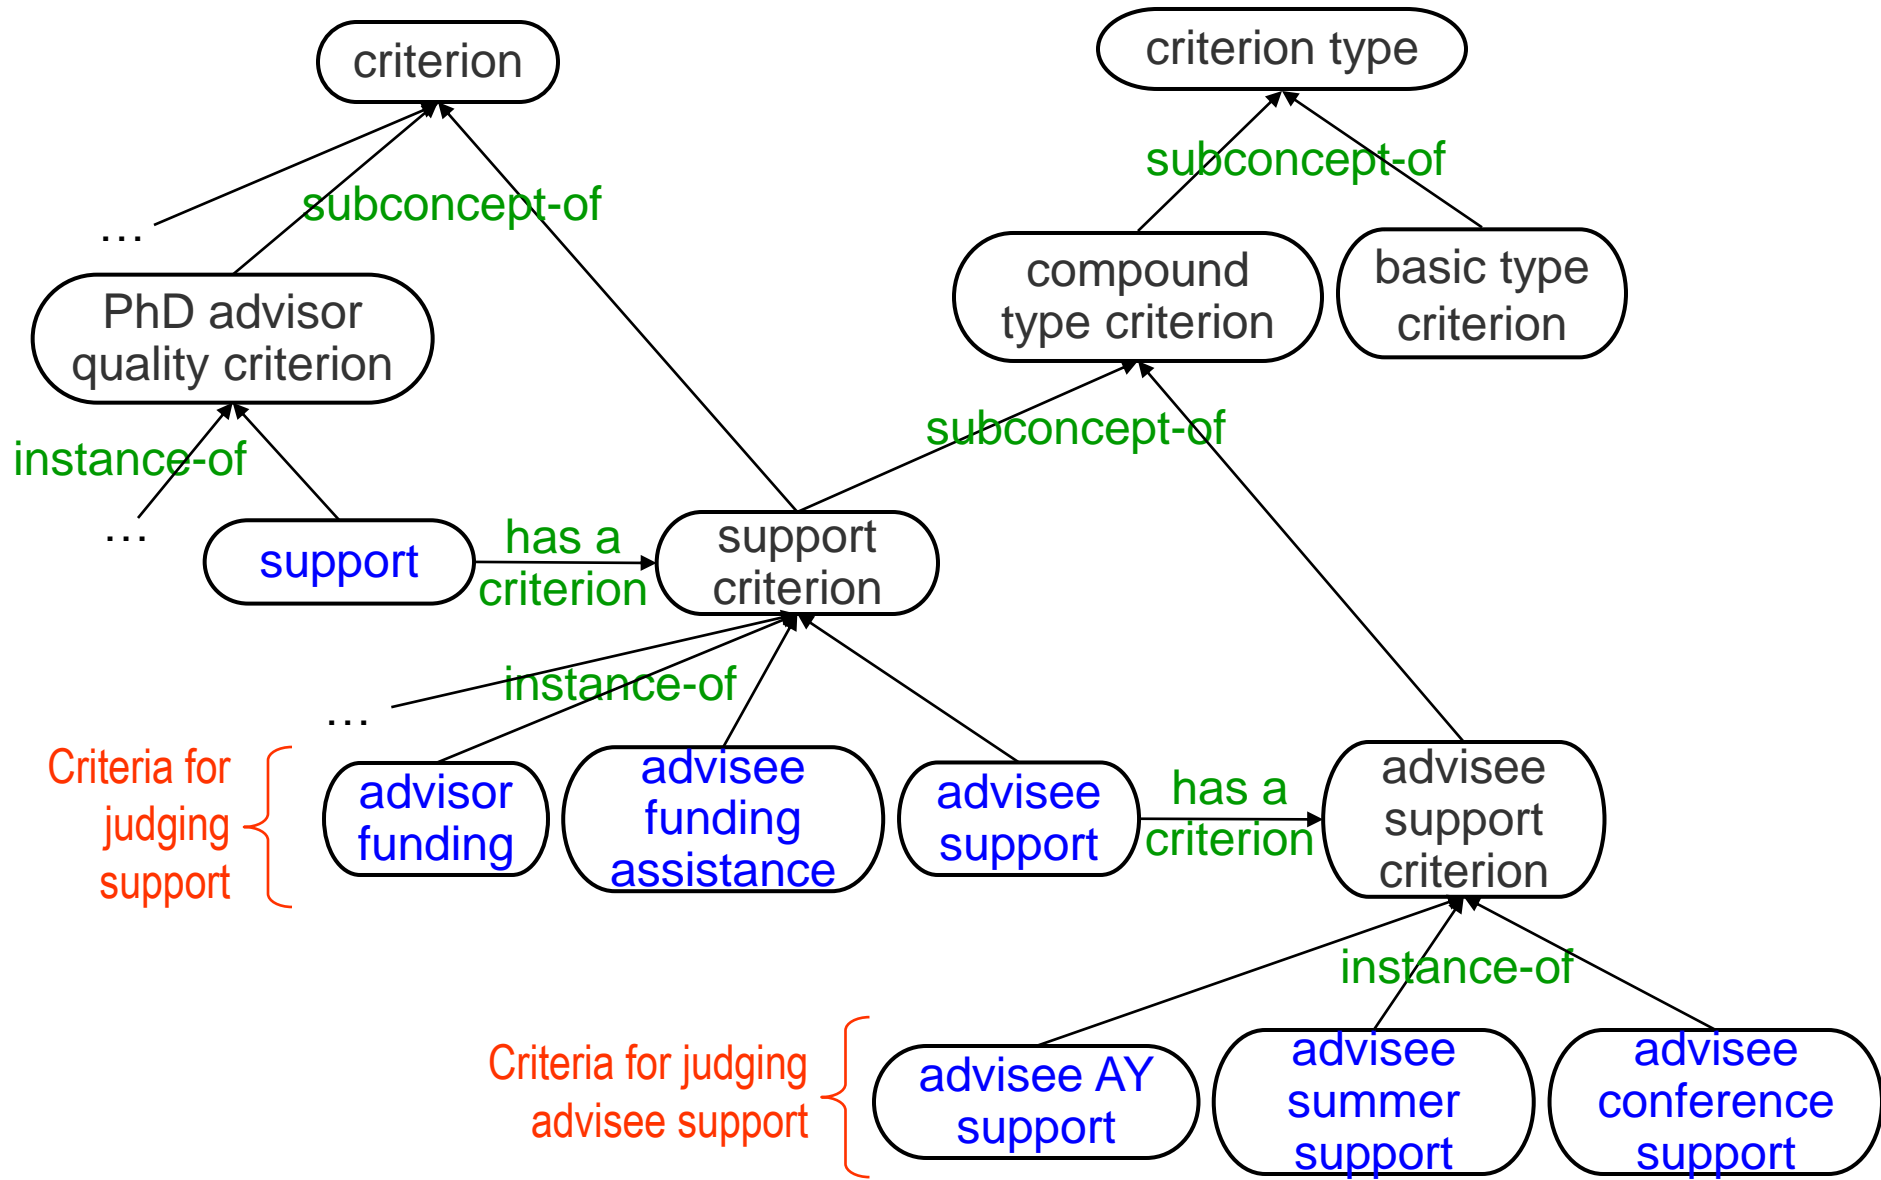 criterion
criterion type
subconcept-of
subconcept-of
...
compound
type criterion
basic type
criterion
PhD advisor
quality criterion
subconcept-of
instance-of
...
support
has a
criterion
support
criterion
instance-of
...
Criteria for
judging
support
advisor
funding
advisee
funding
assistance
advisee
support
has a
criterion
advisee
support
criterion
instance-of
Criteria for judging
advisee support
advisee AY
support
advisee
summer
support
advisee
conference
support